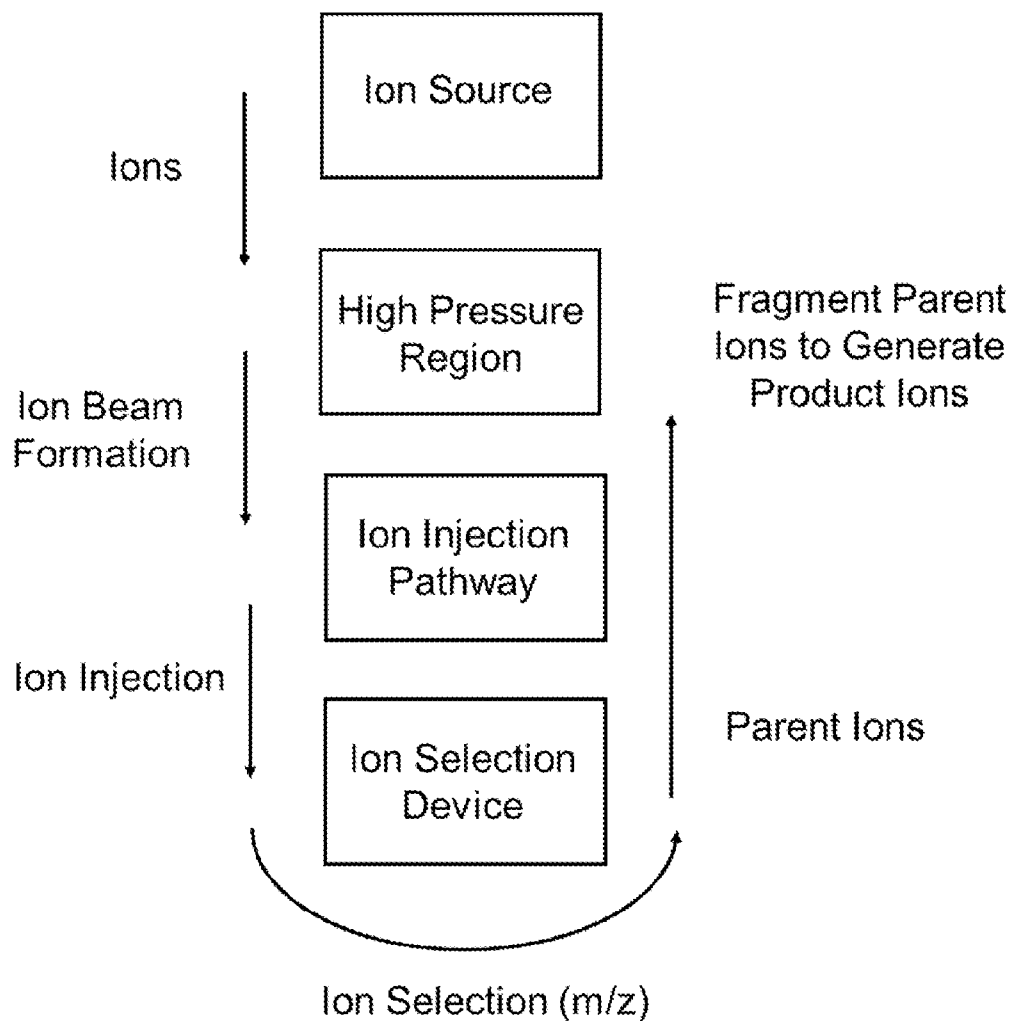 Ion Source
Ions
High Pressure
Region
Fragment Parent
Ions to Generate
Product Ions
Ion Beam
Formation
Ion Injection
Pathway
Ion Injection
Ion Selection
Device
Parent Ions
Ion Selection (m/z)